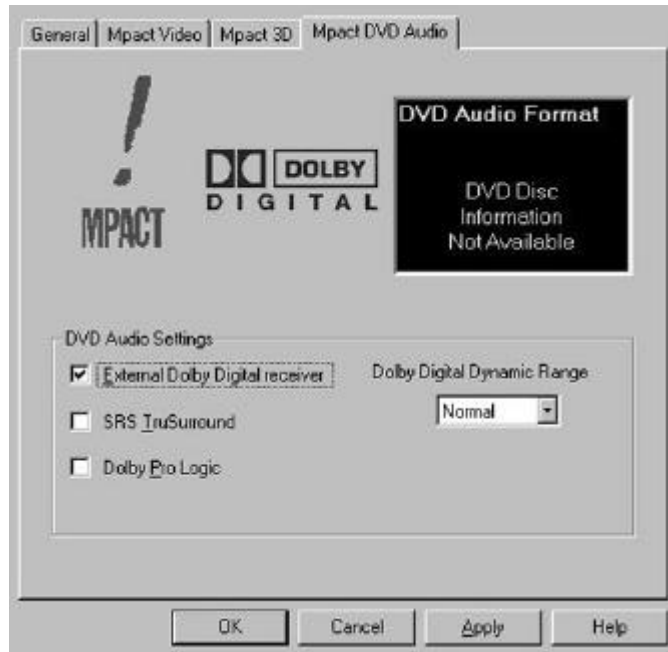 General Mpact Video Mpact 3D Mpact DVD Audio
! MPACT
DOLBY
DIGITAL
DVD Audio Format
DVD Disc
Information
Not Available
DVD Audio Settings
External Dolby Digital receiver
SRS TruSurround
Dolby Pro Logic
Dolby Digital Dynamic Range
Normal
OK Cancel Apply Help